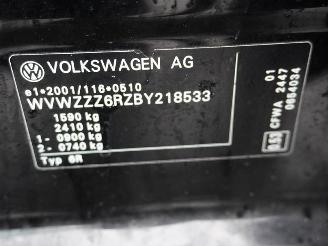 VOLKSWAGEN AG
e1*2001/116*0510
WVWZZZ6RZBY218533
1590 kg
2410 kg
1- 0900 kg
2- 0740 kg
Typ 6R
01
CFWA 2447
0654034